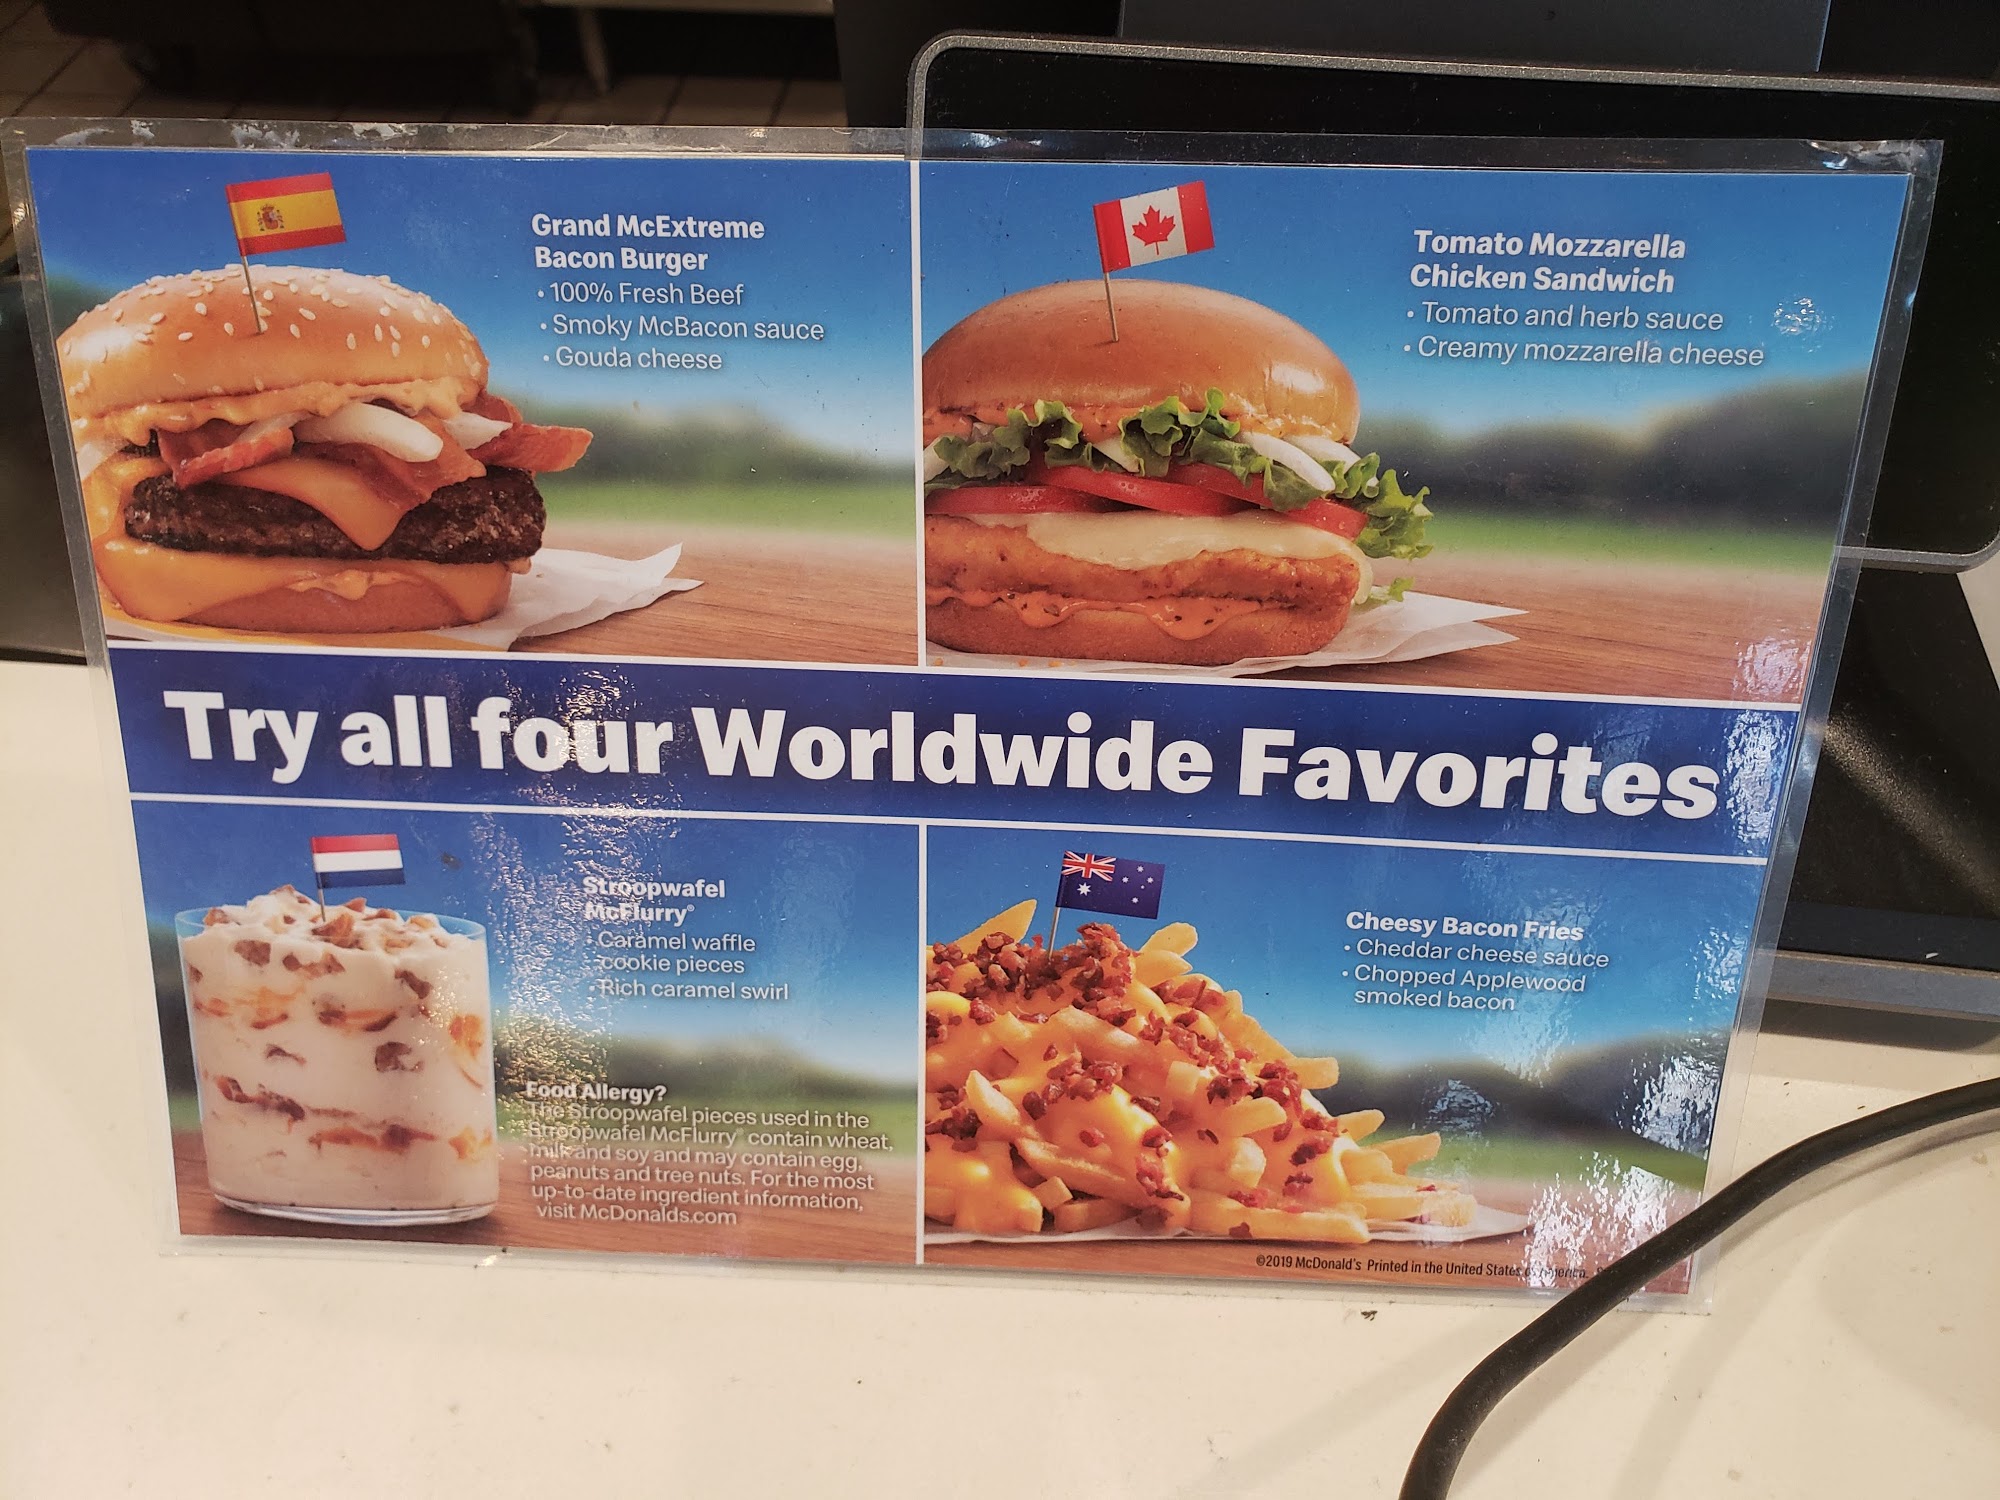 Grand McExtreme
Bacon Burger
• 100% Fresh Beef
• Smoky McBacon sauce
• Gouda cheese
Tomato Mozzarella
Chicken Sandwich
• Tomato and herb sauce
• Creamy mozzarella cheese
Try all four Worldwide Favorites
Stroopwafel
McFlurry®
• Caramel waffle
cookie pieces
• Rich caramel swirl
Food Allergy?
The Stroopwafel pieces used in the
Stroopwafel McFlurry® contain wheat,
milk and soy and may contain egg,
peanuts and tree nuts. For the most
up-to-date ingredient information,
visit McDonalds.com
Cheesy Bacon Fries
• Cheddar cheese sauce
• Chopped Applewood
smoked bacon
©2019 McDonald's Printed in the United States of America.